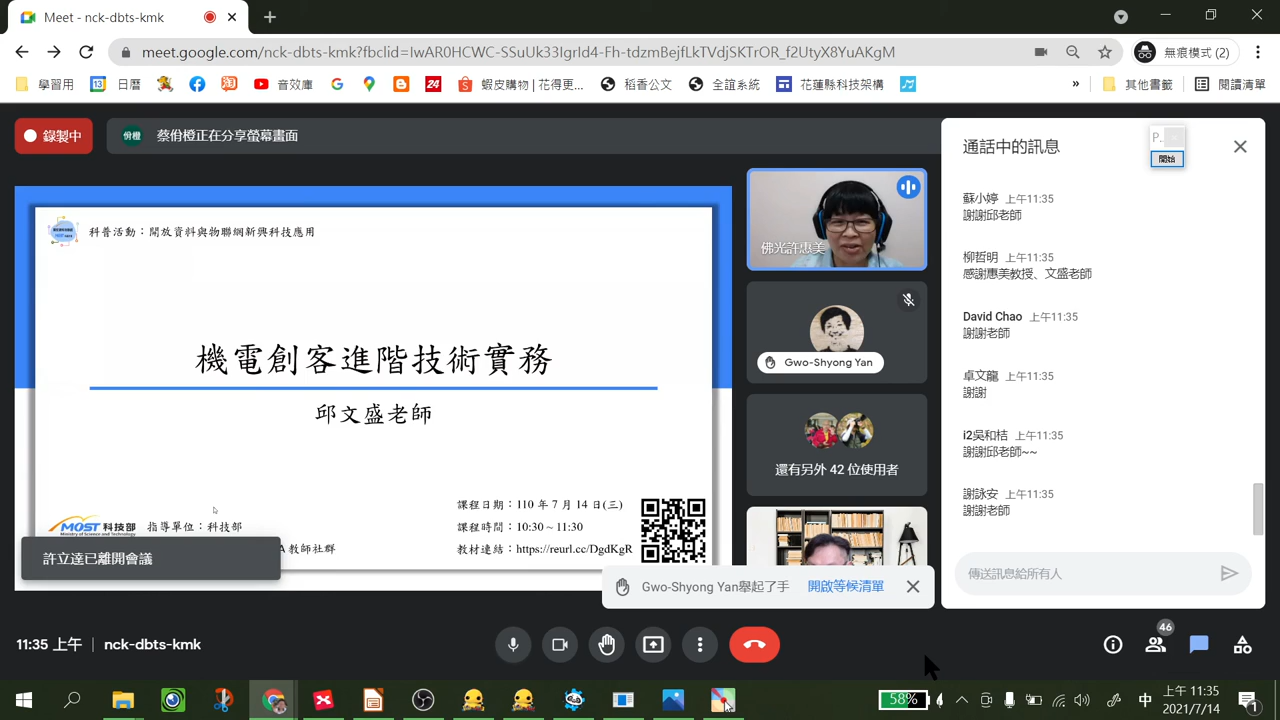 Meet - nck-dbts-kmk
meet.google.com/nck-dbts-kmk?fbclid=IwAR0HCWC-SSuUk33Igrld4-Fh-tdzmBejfLkTVdjSKTrOR_f2UtyX8YuAKgM
無痕模式 (2)
學習用
日曆
音效庫
蝦皮購物 | 花得更...
稻香公文
全誼系統
花蓮縣科技架構
»
其他書籤
閱讀清單
錄製中
份橙
蔡佾橙正在分享螢幕畫面
通話中的訊息
P...
開始
科普活動：開放資料與物聯網新興科技應用
機電創客進階技術實務
邱文盛老師
課程日期：110 年 7 月 14 日(三)
課程時間：10:30 ~ 11:30
教材連結：https://reurl.cc/DgdKgR
MOST 科技部
Ministry of Science and Technology
指導單位：科技部
A 教師社群
許立達已離開會議
佛光許惠美
Gwo-Shyong Yan
還有另外 42 位使用者
Gwo-Shyong Yan舉起了手
開啟等候清單
蘇小婷 上午11:35
謝謝邱老師
柳哲明 上午11:35
感謝惠美教授、文盛老師
David Chao 上午11:35
謝謝老師
卓文龍 上午11:35
謝謝
i2吳和桔 上午11:35
謝謝邱老師~~
謝詠安 上午11:35
謝謝老師
傳送訊息給所有人
11:35 上午 | nck-dbts-kmk
46
58%
中
上午 11:35
2021/7/14
1